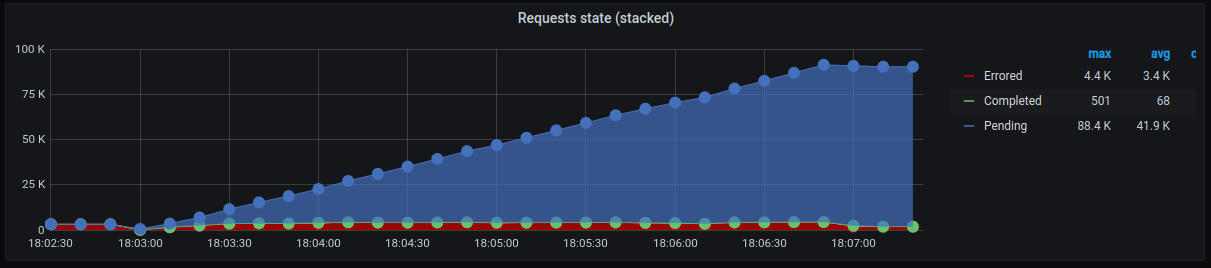 Requests state (stacked)
100 K
75 K
50 K
25 K
0
18:02:30 18:03:00 18:03:30 18:04:00 18:04:30 18:05:00 18:05:30 18:06:00 18:06:30 18:07:00
max avg c
Errored 4.4 K 3.4 K
Completed 501 68
Pending 88.4 K 41.9 K